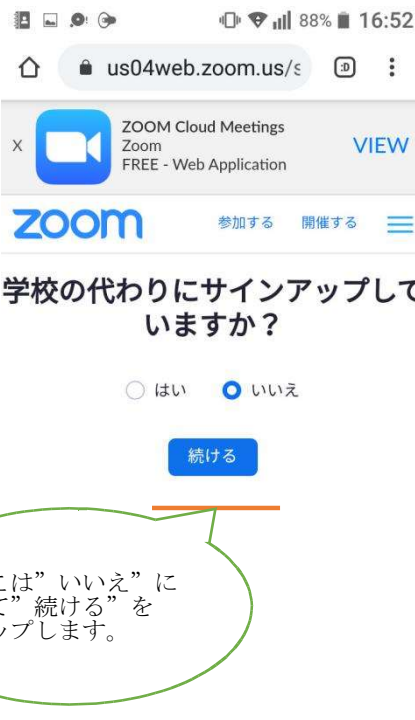 88% 16:52
us04web.zoom.us/s :D
X
ZOOM Cloud Meetings
Zoom
FREE - Web Application
VIEW
zoom 参加する 開催する
学校の代わりにサインアップして
いますか？
はい いいえ
続ける
には”いいえ”に
”続ける”を
ップします。